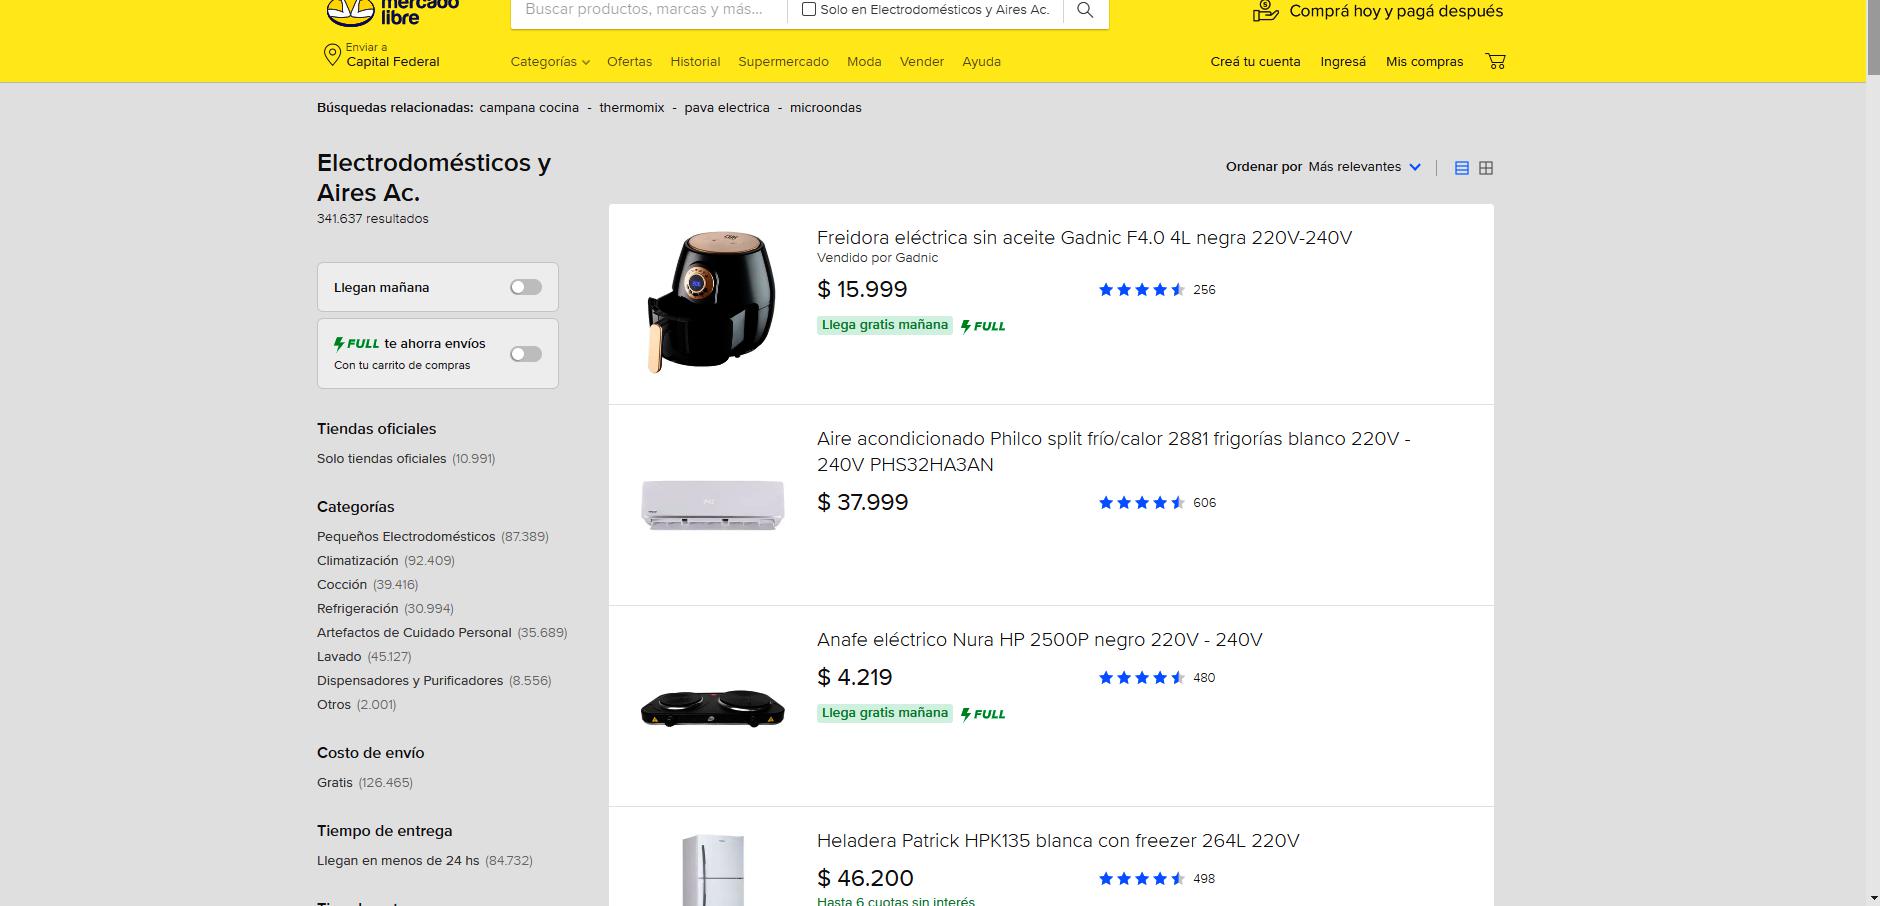 mercado
libre
Buscar productos, marcas y más...
Solo en Electrodomésticos y Aires Ac.
Comprá hoy y pagá después
Enviar a
Capital Federal
Categorías Ofertas Historial Supermercado Moda Vender Ayuda
Creá tu cuenta Ingresá Mis compras
Búsquedas relacionadas: campana cocina - thermomix - pava electrica - microondas
Electrodomésticos y
Aires Ac.
341.637 resultados
Ordenar por Más relevantes
Llegan mañana
FULL te ahorra envíos
Con tu carrito de compras
Tiendas oficiales
Solo tiendas oficiales (10.991)
Categorías
Pequeños Electrodomésticos (87.389)
Climatización (92.409)
Cocción (39.416)
Refrigeración (30.994)
Artefactos de Cuidado Personal (35.689)
Lavado (45.127)
Dispensadores y Purificadores (8.556)
Otros (2.001)
Costo de envío
Gratis (126.465)
Tiempo de entrega
Llegan en menos de 24 hs (84.732)
Freidora eléctrica sin aceite Gadnic F4.0 4L negra 220V-240V
Vendido por Gadnic
$ 15.999 256
Llega gratis mañana FULL
Aire acondicionado Philco split frío/calor 2881 frigorías blanco 220V -
240V PHS32HA3AN
$ 37.999 606
Anafe eléctrico Nura HP 2500P negro 220V - 240V
$ 4.219 480
Llega gratis mañana FULL
Heladera Patrick HPK135 blanca con freezer 264L 220V
$ 46.200 498
Hasta 6 cuotas sin interés